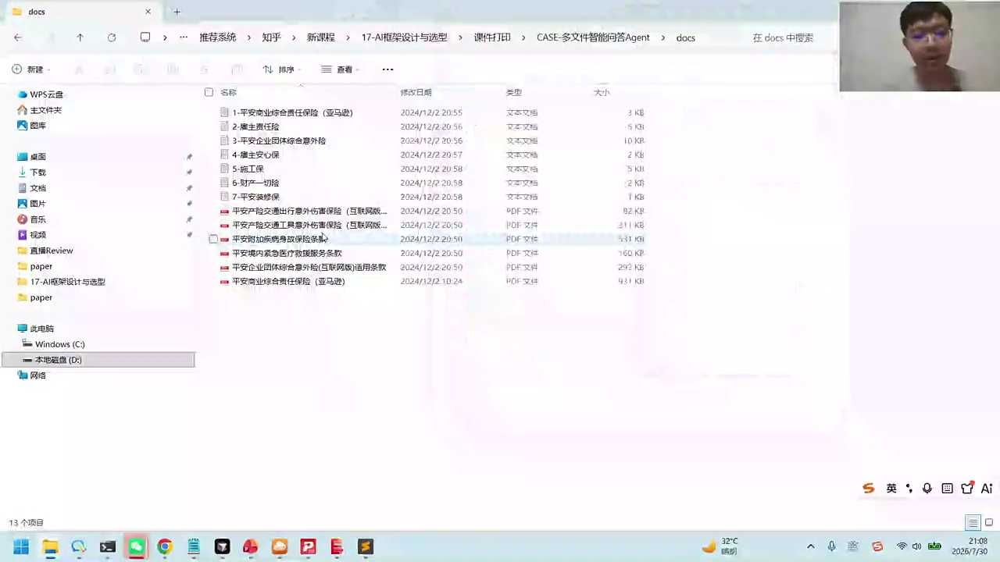 docs
推荐系统 知乎 新课程 17-AI框架设计与选型 课件打印 CASE-多文件智能问答Agent docs 在 docs 中搜索
新建 排序 查看
WPS云盘
主文件夹
图库
桌面
下载
文档
图片
音乐
视频
直播Review
paper
17-AI框架设计与选型
paper
此电脑
Windows (C:)
本地磁盘 (D:)
网络
名称 修改日期 类型 大小
1-平安商业综合责任保险（亚马逊) 2024/12/2 20:55 文本文档 3 KB
2-雇主责任险 2024/12/2 20:56 文本文档 6 KB
3-平安企业团体综合意外险 2024/12/2 20:56 文本文档 10 KB
4-雇主安心保 2024/12/2 20:57 文本文档 2 KB
5-施工保 2024/12/2 20:58 文本文档 5 KB
6-财产一切险 2024/12/2 20:58 文本文档 2 KB
7-平安装修保 2024/12/2 20:58 文本文档 1 KB
平安产险交通出行意外伤害保险（互联网版... 2024/12/2 20:50 PDF 文件 82 KB
平安产险交通工具意外伤害保险（互联网版... 2024/12/2 20:50 PDF 文件 311 KB
平安附加疾病身故保险条款 2024/12/2 20:50 PDF 文件 KB
平安境内紧急医疗救援服务条款 2024/12/2 20:50 PDF 文件 160 KB
平安企业团体综合意外险(互联网版)适用条款 2024/12/2 20:50 PDF 文件 KB
平安商业综合责任保险（亚马逊) 2024/12/2 PDF 文件 931 KB
13 个项目
英
Ai
32°C
晴朗
21:08
2026/7/30